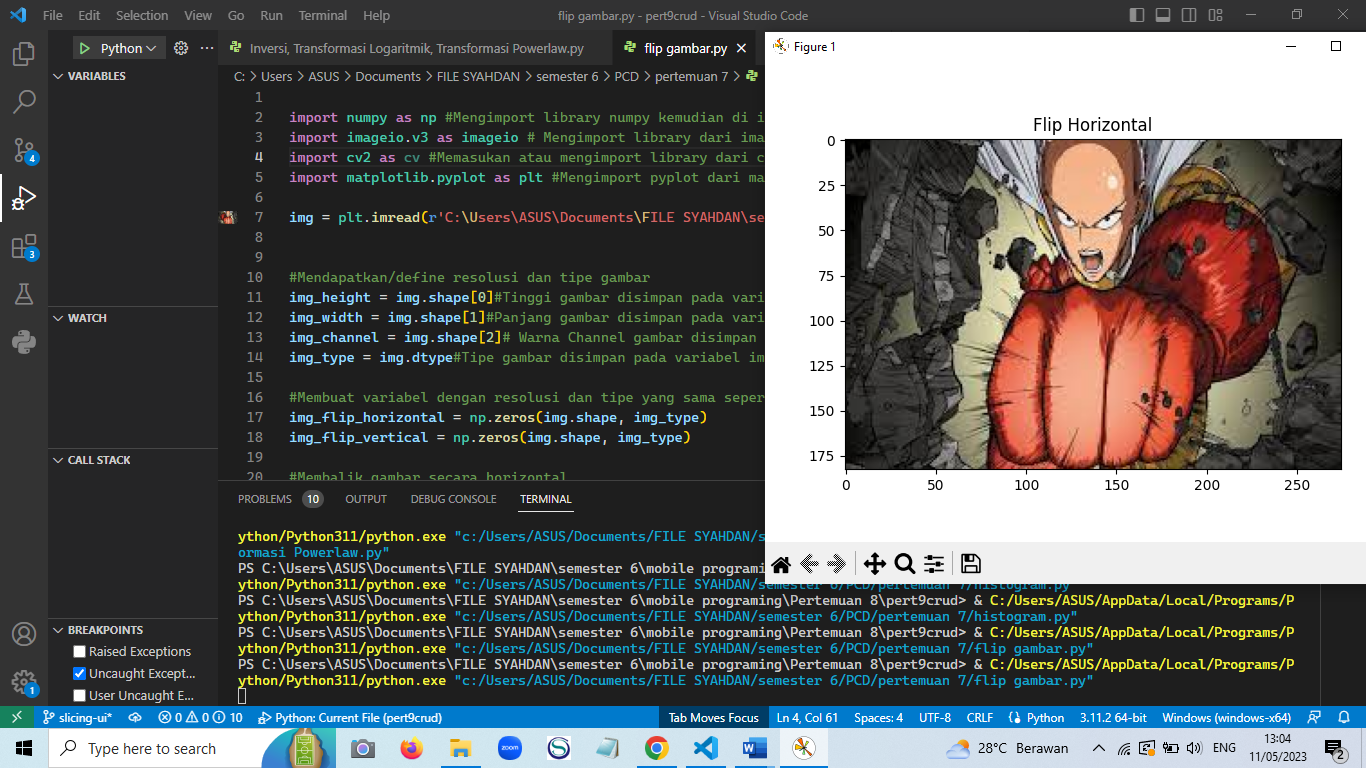 File Edit Selection View Go Run Terminal Help
flip gambar.py - pert9crud - Visual Studio Code
Python
Inversi, Transformasi Logaritmik, Transformasi Powerlaw.py
flip gambar.py
C: > Users > ASUS > Documents > FILE SYAHDAN > semester 6 > PCD > pertemuan 7 >
VARIABLES
WATCH
CALL STACK
BREAKPOINTS
Raised Exceptions
Uncaught Except...
User Uncaught E...
4
3
1
1
2 import numpy as np #Mengimport library numpy kemudian di i
3 import imageio.v3 as imageio # Mengimport library dari ima
4 import cv2 as cv #Memasukan atau mengimport library dari c
5 import matplotlib.pyplot as plt #Mengimport pyplot dari ma
6
7 img = plt.imread(r'C:\Users\ASUS\Documents\FILE SYAHDAN\se
8
9
10 #Mendapatkan/define resolusi dan tipe gambar
11 img_height = img.shape[0]#Tinggi gambar disimpan pada vari
12 img_width = img.shape[1]#Panjang gambar disimpan pada vari
13 img_channel = img.shape[2]# Warna Channel gambar disimpan
14 img_type = img.dtype#Tipe gambar disimpan pada variabel im
15
16 #Membuat variabel dengan resolusi dan tipe yang sama seper
17 img_flip_horizontal = np.zeros(img.shape, img_type)
18 img_flip_vertical = np.zeros(img.shape, img_type)
19
20 #Membalik gambar secara horizontal
Figure 1
Flip Horizontal
0
25
50
75
100
125
150
175
0 50 100 150 200 250
PROBLEMS 10 OUTPUT DEBUG CONSOLE TERMINAL
ython/Python311/python.exe "c:/Users/ASUS/Documents/FILE SYAHDAN/s
ormasi Powerlaw.py"
PS C:\Users\ASUS\Documents\FILE SYAHDAN\semester 6\mobile programi
ython/Python311/python.exe "c:/Users/ASUS/Documents/FILE SYAHDAN/semester 6/PCD/pertemuan 7/histogram.py"
PS C:\Users\ASUS\Documents\FILE SYAHDAN\semester 6\mobile programing\Pertemuan 8\pert9crud> & C:/Users/ASUS/AppData/Local/Programs/P
ython/Python311/python.exe "c:/Users/ASUS/Documents/FILE SYAHDAN/semester 6/PCD/pertemuan 7/histogram.py"
PS C:\Users\ASUS\Documents\FILE SYAHDAN\semester 6\mobile programing\Pertemuan 8\pert9crud> & C:/Users/ASUS/AppData/Local/Programs/P
ython/Python311/python.exe "c:/Users/ASUS/Documents/FILE SYAHDAN/semester 6/PCD/pertemuan 7/flip gambar.py"
PS C:\Users\ASUS\Documents\FILE SYAHDAN\semester 6\mobile programing\Pertemuan 8\pert9crud> & C:/Users/ASUS/AppData/Local/Programs/P
ython/Python311/python.exe "c:/Users/ASUS/Documents/FILE SYAHDAN/semester 6/PCD/pertemuan 7/flip gambar.py"
slicing-ui* 0 0 10 Python: Current File (pert9crud) Tab Moves Focus Ln 4, Col 61 Spaces: 4 UTF-8 CRLF Python 3.11.2 64-bit Windows (windows-x64)
Type here to search
zoom
28°C Berawan
ENG
13:04
11/05/2023
2